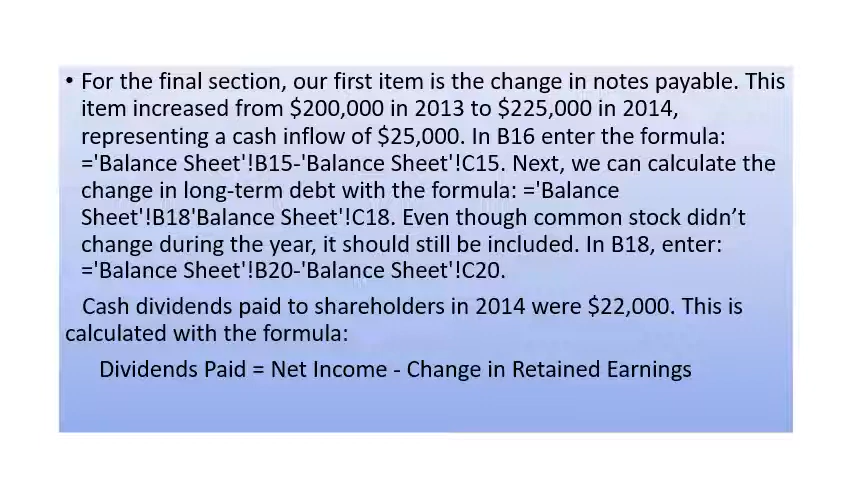 • For the final section, our first item is the change in notes payable. This
item increased from $200,000 in 2013 to $225,000 in 2014,
representing a cash inflow of $25,000. In B16 enter the formula:
='Balance Sheet'!B15-'Balance Sheet'!C15. Next, we can calculate the
change in long-term debt with the formula: ='Balance
Sheet'!B18'Balance Sheet'!C18. Even though common stock didn’t
change during the year, it should still be included. In B18, enter:
='Balance Sheet'!B20-'Balance Sheet'!C20.
Cash dividends paid to shareholders in 2014 were $22,000. This is
calculated with the formula:
Dividends Paid = Net Income - Change in Retained Earnings